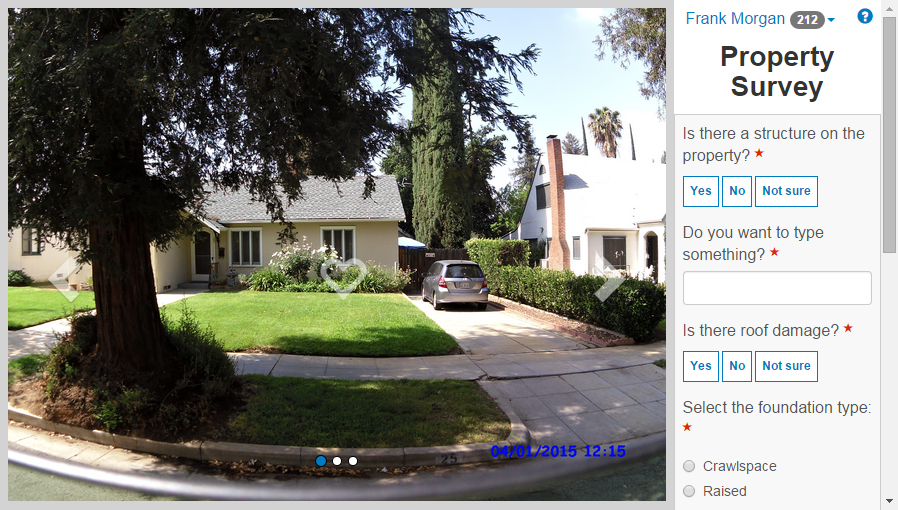 04/01/2015 12:15
Frank Morgan 212
?
Property
Survey
Is there a structure on the
property? *
Yes No Not sure
Do you want to type
something? *
Is there roof damage? *
Yes No Not sure
Select the foundation type:
*
Crawlspace
Raised